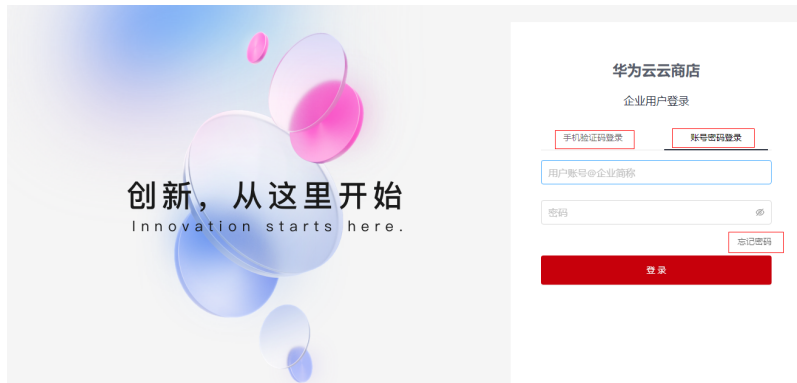 创新，从这里开始
Innovation starts here.
华为云云商店
企业用户登录
手机验证码登录 账号密码登录
用户账号@企业简称
密码
忘记密码
登录